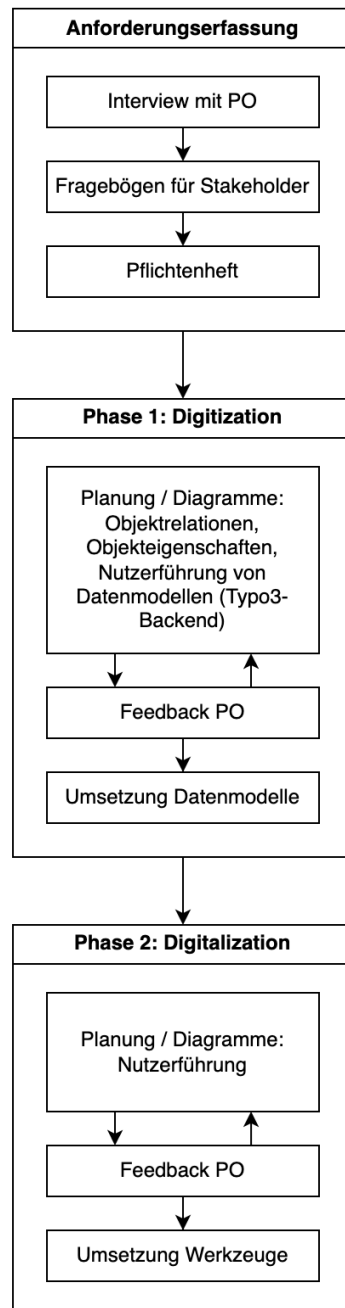 Anforderungserfassung
Interview mit PO
Fragebögen für Stakeholder
Pflichtenheft
Phase 1: Digitization
Planung / Diagramme:
Objektrelationen,
Objekteigenschaften,
Nutzerführung von
Datenmodellen (Typo3-
Backend)
Feedback PO
Umsetzung Datenmodelle
Phase 2: Digitalization
Planung / Diagramme:
Nutzerführung
Feedback PO
Umsetzung Werkzeuge